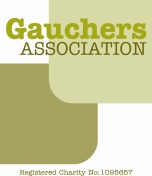 Gauchers
ASSOCIATION
Registered Charity No:1095657